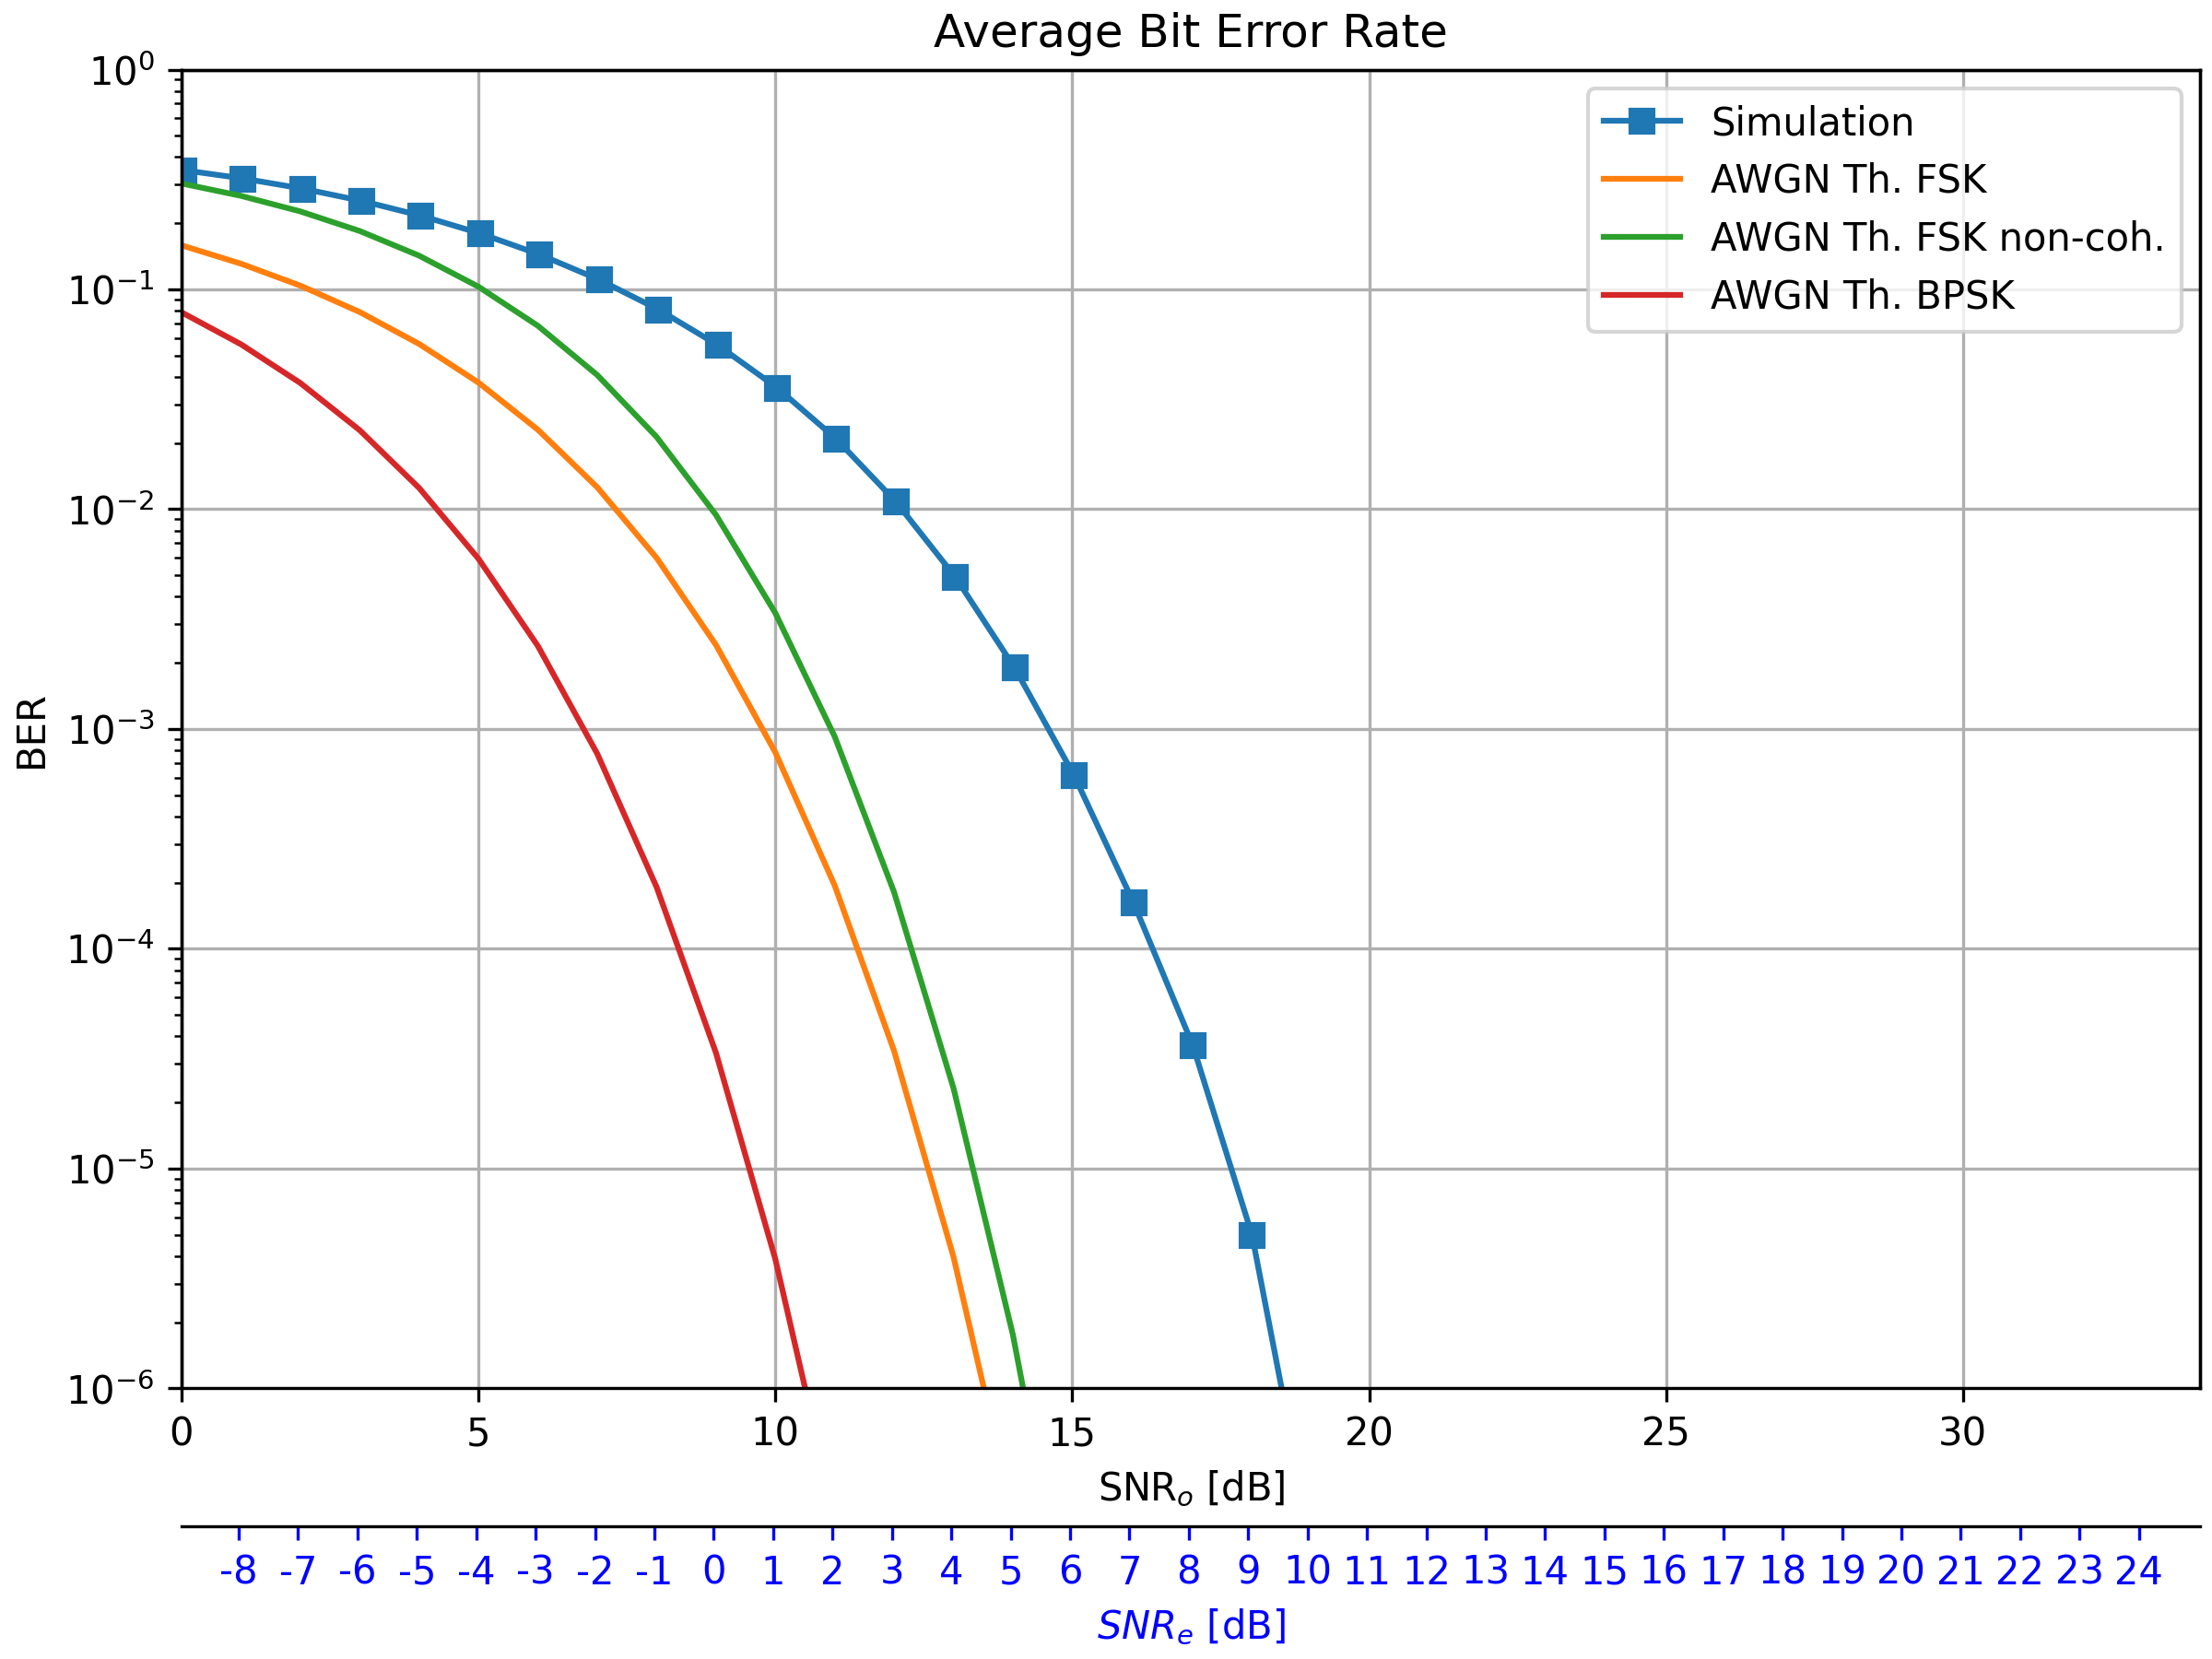 Average Bit Error Rate
Simulation
AWGN Th. FSK
AWGN Th. FSK non-coh.
AWGN Th. BPSK
BER
10⁰
10⁻¹
10⁻²
10⁻³
10⁻⁴
10⁻⁵
10⁻⁶
0 5 10 15 20 25 30
SNRₒ [dB]
-8 -7 -6 -5 -4 -3 -2 -1 0 1 2 3 4 5 6 7 8 9 10 11 12 13 14 15 16 17 18 19 20 21 22 23 24
SNRₑ [dB]